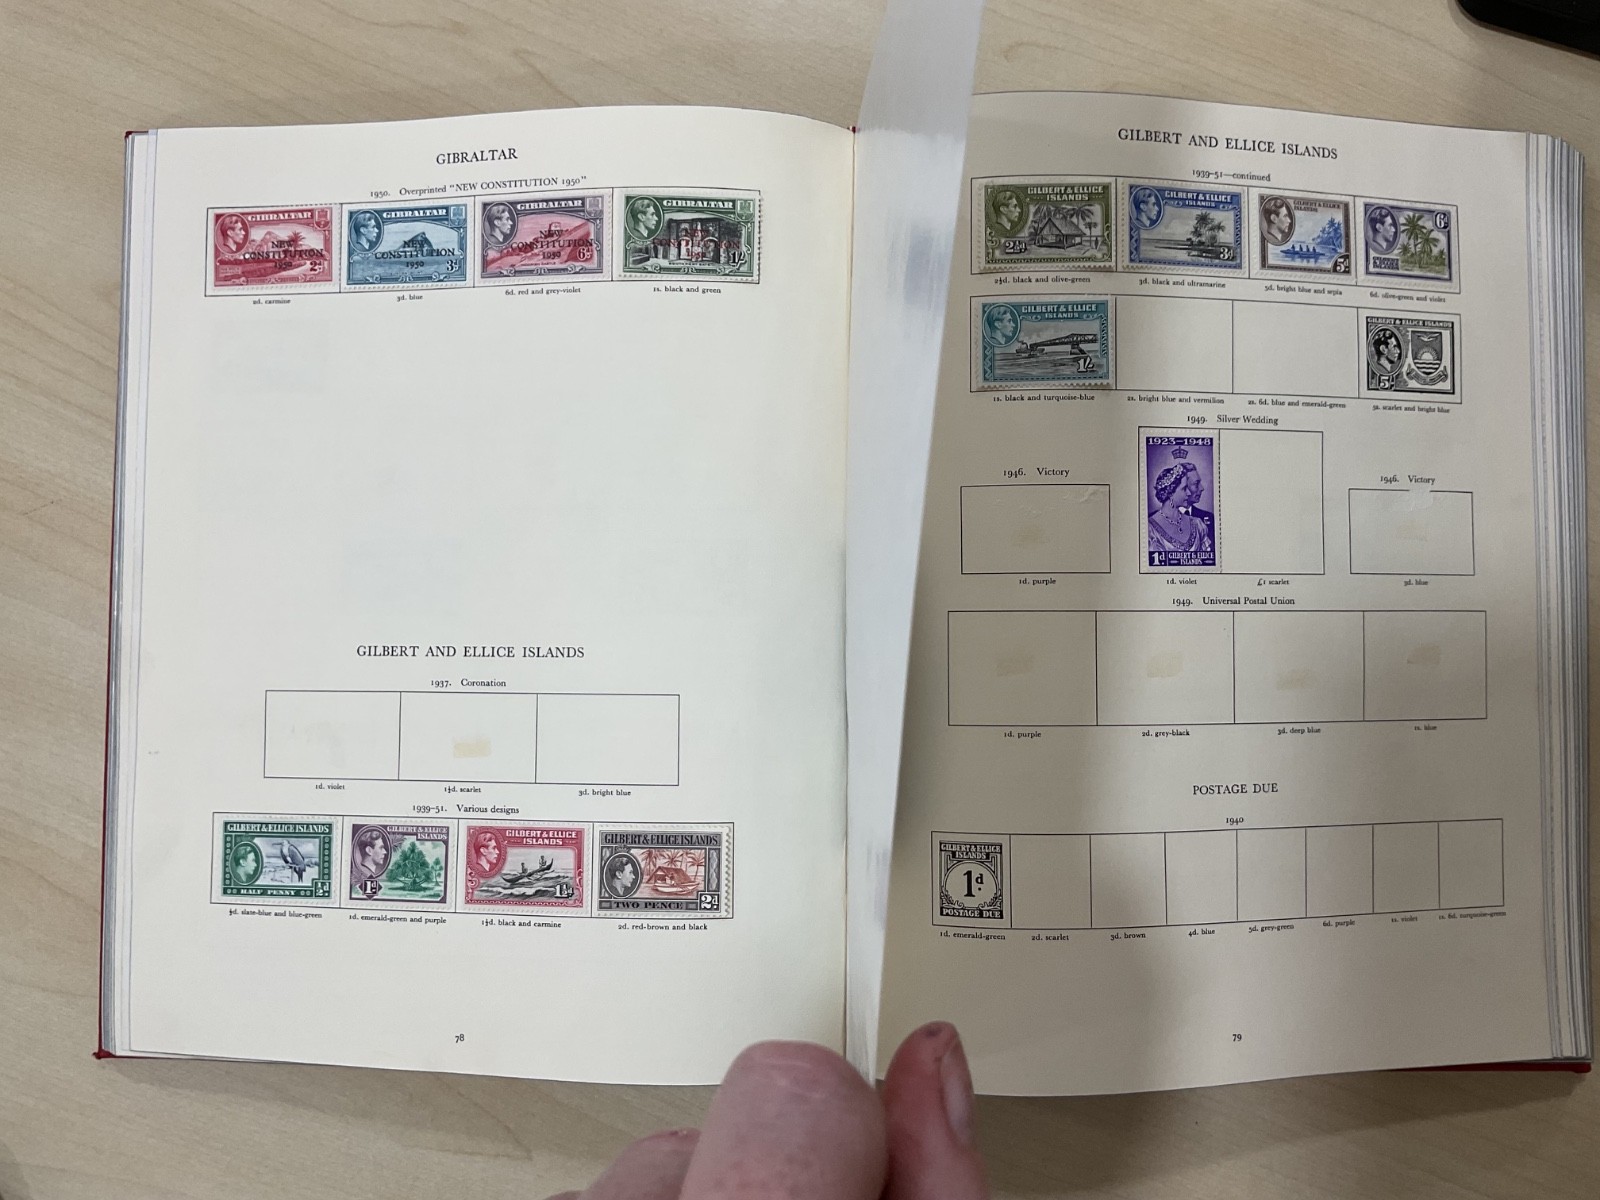 GIBRALTAR
1950. Overprinted "NEW CONSTITUTION 1950"
GIBRALTAR
NEW
CONSTITUTION
1950
2d
GIBRALTAR
NEW
CONSTITUTION
1950
3d
GIBRALTAR
NEW
CONSTITUTION
1950
6d
GIBRALTAR
NEW
CONSTITUTION
1950
1/-
2d. carmine
3d. blue
6d. red and grey-violet
1s. black and green
GILBERT AND ELLICE ISLANDS
1937. Coronation
1d. violet
1½d. scarlet
3d. bright blue
1939-51. Various designs
GILBERT & ELLICE ISLANDS
½d
HALF PENNY
GILBERT & ELLICE
ISLANDS
1d
GILBERT & ELLICE
ISLANDS
1½d
GILBERT & ELLICE ISLANDS
TWO PENCE
2d
½d. slate-blue and blue-green
1d. emerald-green and purple
1½d. black and carmine
2d. red-brown and black
78
GILBERT AND ELLICE ISLANDS
1939-51—continued
GILBERT & ELLICE
ISLANDS
2½d
GILBERT & ELLICE
ISLANDS
3d
GILBERT & ELLICE
ISLANDS
5d
6d
2½d. black and olive-green
3d. black and ultramarine
5d. bright blue and sepia
6d. olive-green and violet
GILBERT & ELLICE
ISLANDS
1/-
GILBERT & ELLICE ISLANDS
5/-
1s. black and turquoise-blue
2s. bright blue and vermilion
2s. 6d. blue and emerald-green
5s. scarlet and bright blue
1949. Silver Wedding
1946. Victory
1923-1948
1d
GILBERT & ELLICE
ISLANDS
1946. Victory
1d. purple
1d. violet
£1 scarlet
3d. blue
1949. Universal Postal Union
1d. purple
2d. grey-black
3d. deep blue
1s. blue
POSTAGE DUE
1940
GILBERT & ELLICE
ISLANDS
1d.
POSTAGE DUE
1d. emerald-green
2d. scarlet
3d. brown
4d. blue
5d. grey-green
6d. purple
1s. violet
1s. 6d. turquoise-green
79